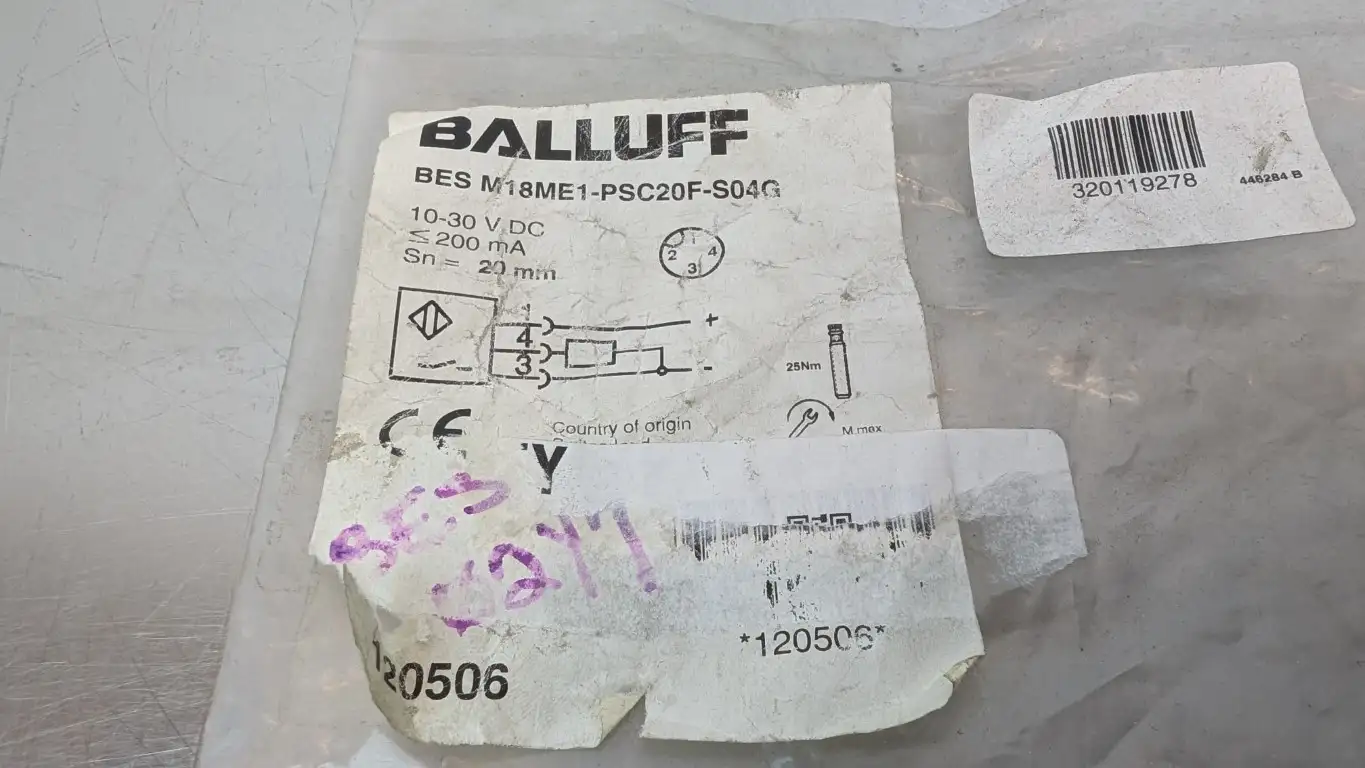 BALLUFF
BES M18ME1-PSC20F-S04G
10-30 V DC
≤ 200 mA
Sn = 20 mm
1
2
4
3
1
+
4
3
-
25Nm
CE
Country of origin
M.max
Y
*120506*
120506
320119278
446284 B